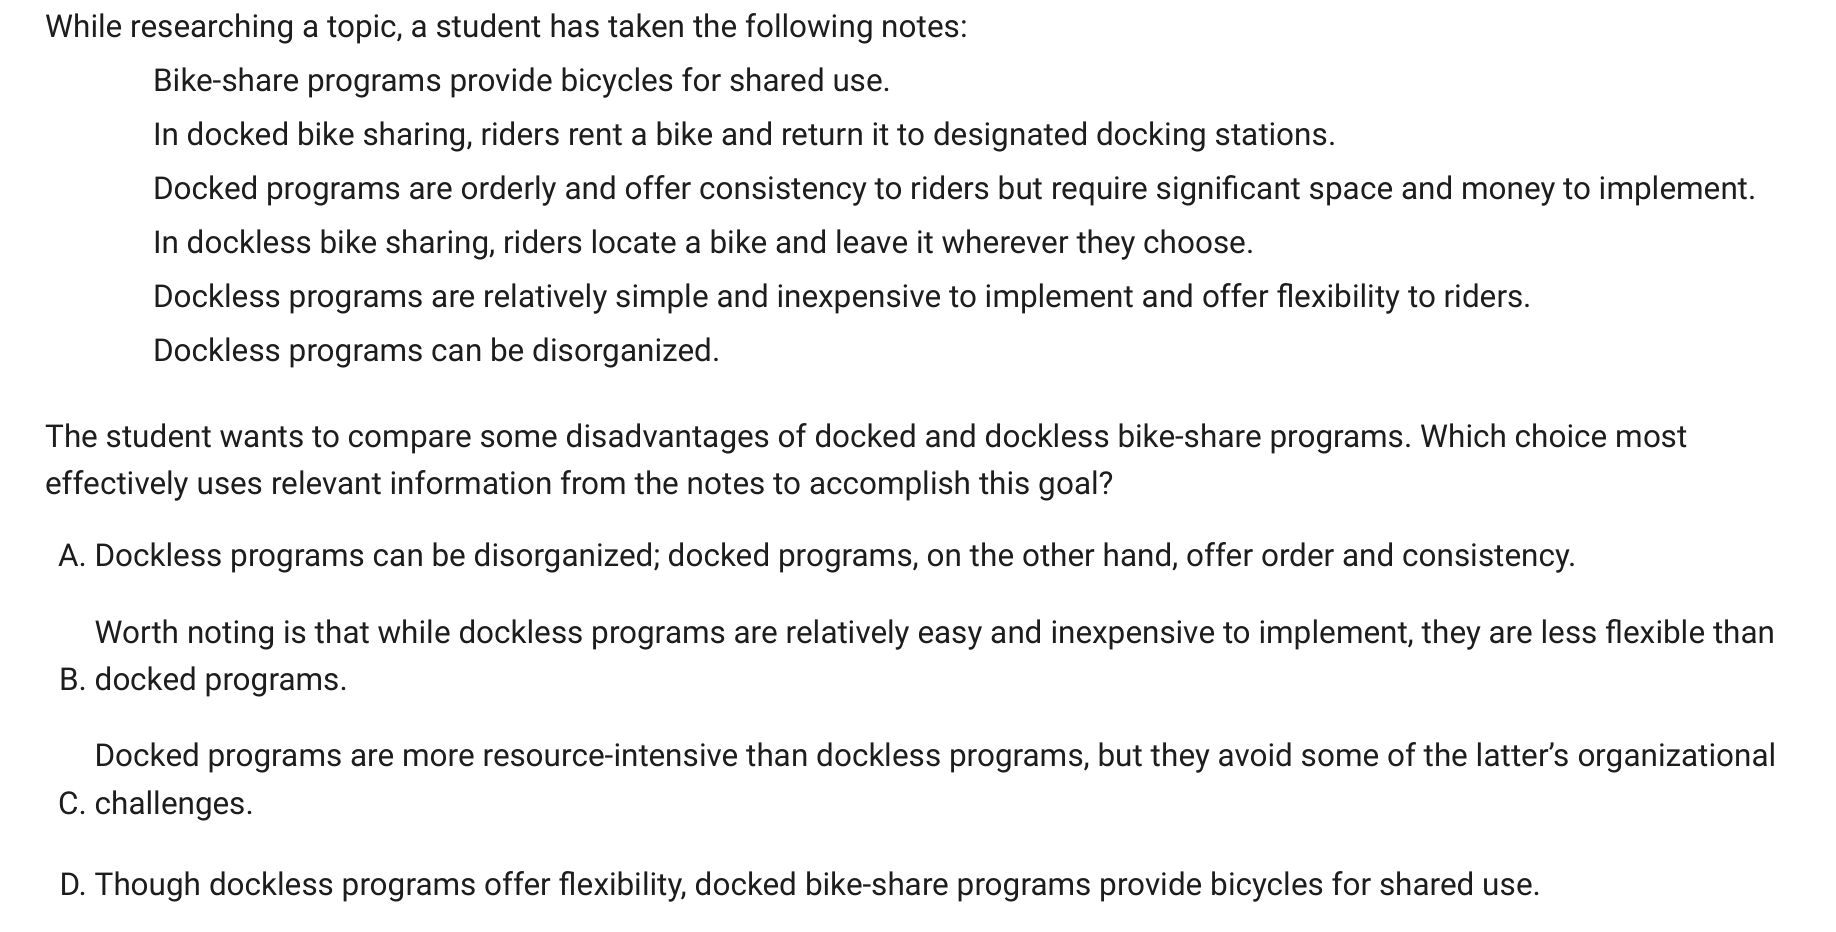 While researching a topic, a student has taken the following notes:
Bike-share programs provide bicycles for shared use.
In docked bike sharing, riders rent a bike and return it to designated docking stations.
Docked programs are orderly and offer consistency to riders but require significant space and money to implement.
In dockless bike sharing, riders locate a bike and leave it wherever they choose.
Dockless programs are relatively simple and inexpensive to implement and offer flexibility to riders.
Dockless programs can be disorganized.
The student wants to compare some disadvantages of docked and dockless bike-share programs. Which choice most
effectively uses relevant information from the notes to accomplish this goal?
A. Dockless programs can be disorganized; docked programs, on the other hand, offer order and consistency.
Worth noting is that while dockless programs are relatively easy and inexpensive to implement, they are less flexible than
B. docked programs.
Docked programs are more resource-intensive than dockless programs, but they avoid some of the latter’s organizational
C. challenges.
D. Though dockless programs offer flexibility, docked bike-share programs provide bicycles for shared use.